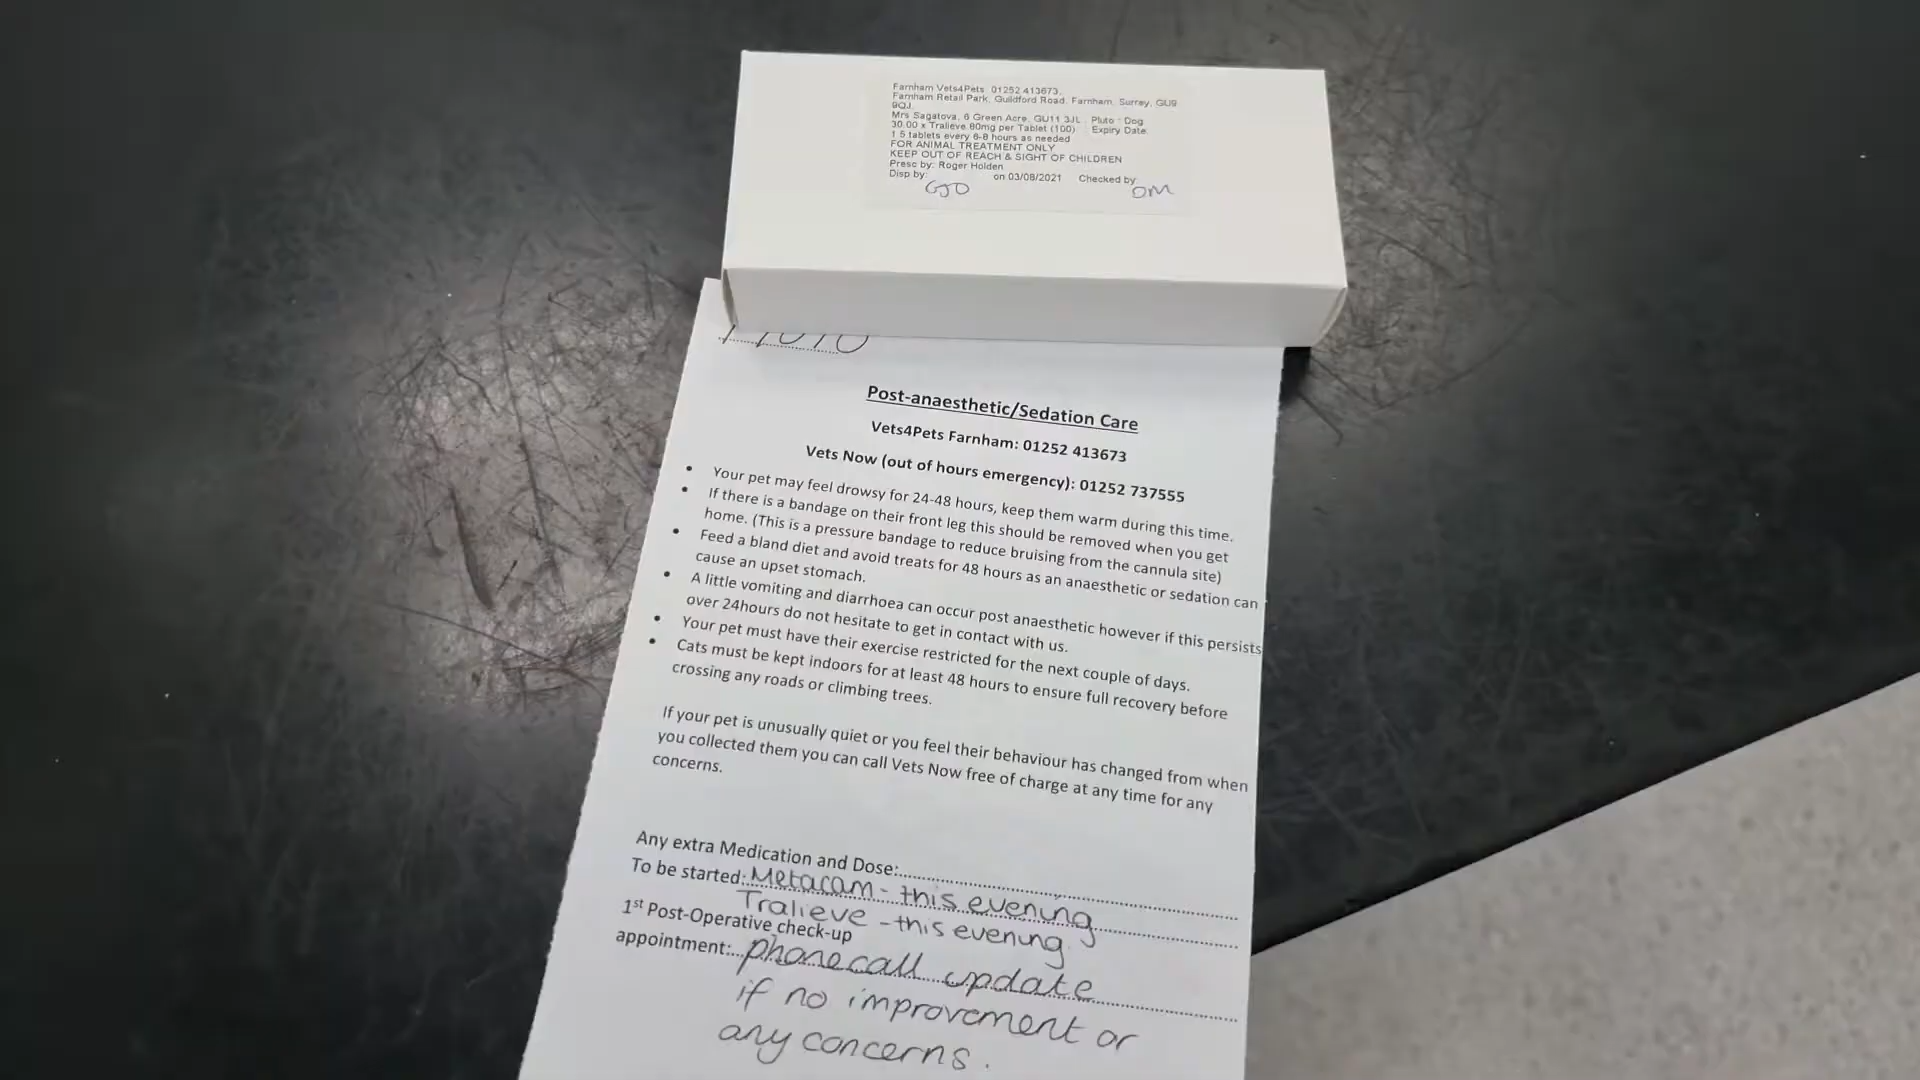 Farnham Vets4Pets, 01252 413673,
Farnham Retail Park, Guildford Road, Farnham, Surrey, GU9
9QJ,
Mrs Sagatova, 6 Green Acre, GU11 3JL Pluto : Dog
30.00 x Tralieve 80mg per Tablet (100) Expiry Date
1.5 tablets every 6-8 hours as needed
FOR ANIMAL TREATMENT ONLY
KEEP OUT OF REACH & SIGHT OF CHILDREN
Presc by: Roger Holden
Disp by: on 03/08/2021 Checked by
Post-anaesthetic/Sedation Care
Vets4Pets Farnham: 01252 413673
Vets Now (out of hours emergency): 01252 737555
• Your pet may feel drowsy for 24-48 hours, keep them warm during this time.
• If there is a bandage on their front leg this should be removed when you get
home. (This is a pressure bandage to reduce bruising from the cannula site)
• Feed a bland diet and avoid treats for 48 hours as an anaesthetic or sedation can
cause an upset stomach.
• A little vomiting and diarrhoea can occur post anaesthetic however if this persists
over 24hours do not hesitate to get in contact with us.
• Your pet must have their exercise restricted for the next couple of days.
• Cats must be kept indoors for at least 48 hours to ensure full recovery before
crossing any roads or climbing trees.
If your pet is unusually quiet or you feel their behaviour has changed from when
you collected them you can call Vets Now free of charge at any time for any
concerns.
Any extra Medication and Dose:
To be started: Metacam - this evening
Tralieve - this evening
1st Post-Operative check-up
appointment: phonecall update
if no improvement or
any concerns.